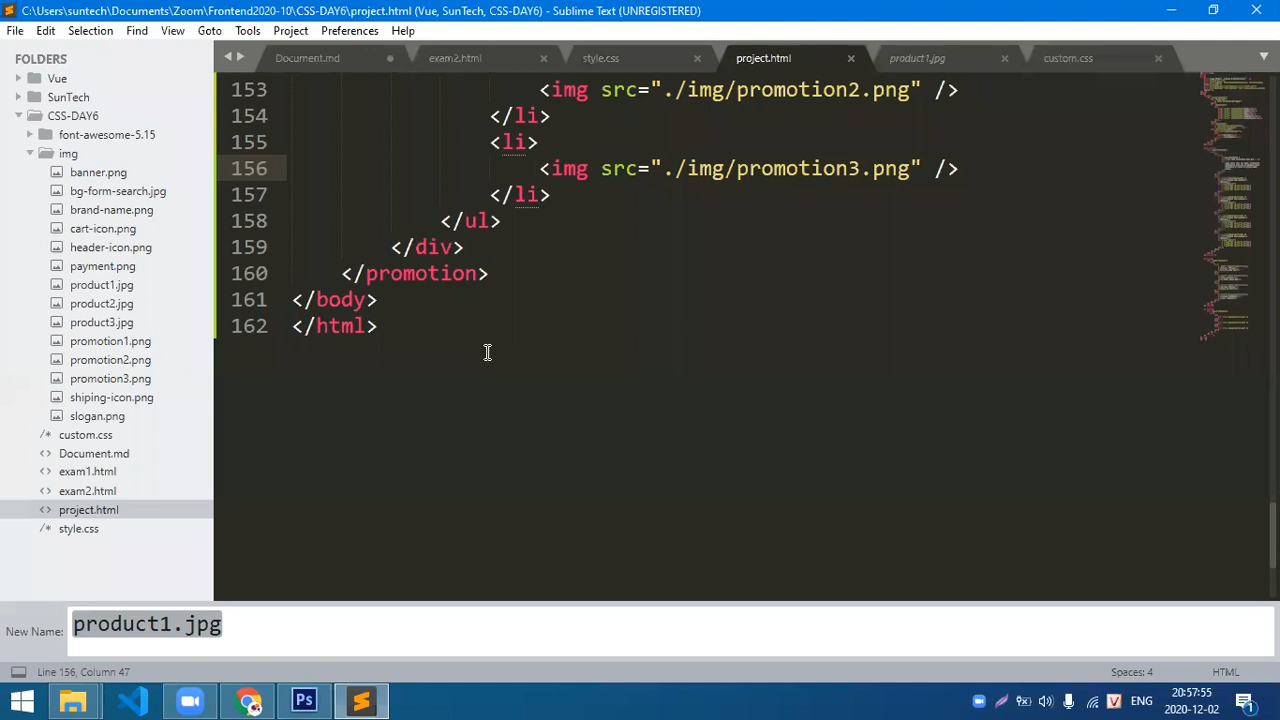 C:\Users\suntech\Documents\Zoom\Frontend2020-10\CSS-DAY6\project.html (Vue, SunTech, CSS-DAY6) - Sublime Text (UNREGISTERED)
File Edit Selection Find View Goto Tools Project Preferences Help
FOLDERS
Vue
SunTech
CSS-DAY6
font-awesome-5.15
img
banner.png
bg-form-search.jpg
brand-name.png
cart-icon.png
header-icon.png
payment.png
product1.jpg
product2.jpg
product3.jpg
promotion1.png
promotion2.png
promotion3.png
shiping-icon.png
slogan.png
/* custom.css
<> Document.md
<> exam1.html
<> exam2.html
<> project.html
/* style.css
Document.md exam2.html style.css project.html product1.jpg custom.css
153 <img src="./img/promotion2.png" />
154 </li>
155 <li>
156 <img src="./img/promotion3.png" />
157 </li>
158 </ul>
159 </div>
160 </promotion>
161 </body>
162 </html>
New Name: product1.jpg
Line 156, Column 47 Spaces: 4 HTML
Ps V ENG 20:57:55
2020-12-02 1